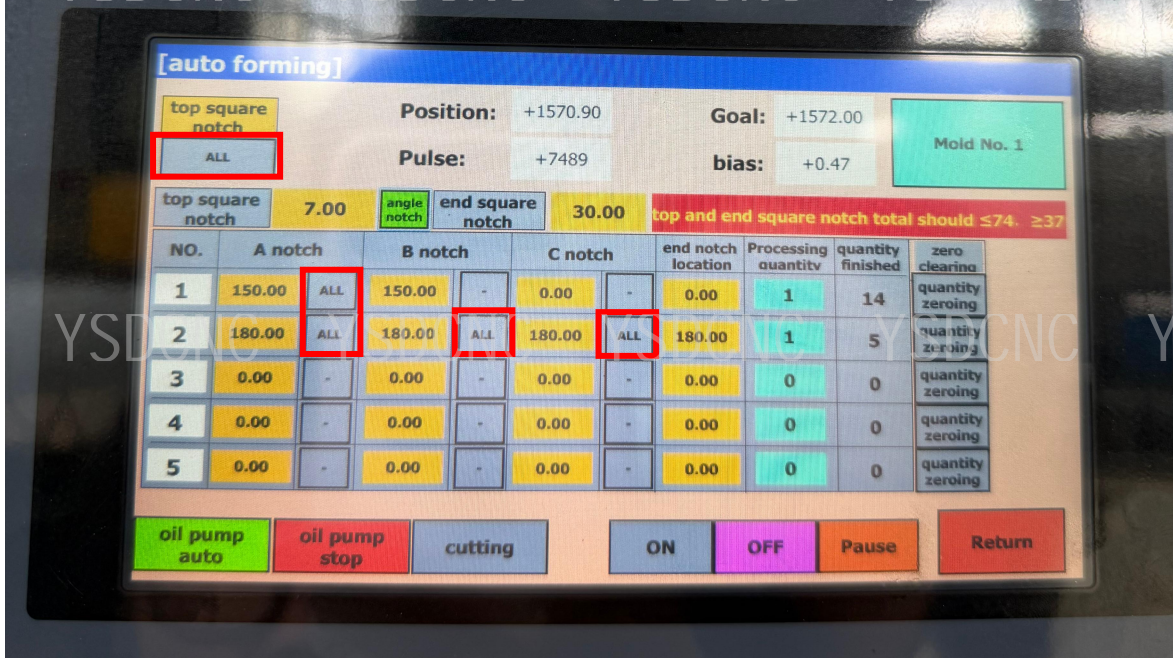 [auto forming]
top square
notch
ALL
Position: +1570.90 Goal: +1572.00
Mold No. 1
Pulse: +7489 bias: +0.47
top square
notch
7.00
angle
notch
end square
notch
30.00
top and end square notch total should ≤74. ≥37
NO. A notch B notch C notch
end notch
location
Processing
quantity
quantity
finished
zero
clearing
1 150.00 ALL 150.00 - 0.00 - 0.00 1 14
quantity
zeroing
2 180.00 ALL 180.00 ALL 180.00 ALL 180.00 1 5
quantity
zeroing
YSDCNC YSDCNC YSDCNC YSDCNC
3 0.00 - 0.00 - 0.00 - 0.00 0 0
quantity
zeroing
4 0.00 - 0.00 - 0.00 - 0.00 0 0
quantity
zeroing
5 0.00 - 0.00 - 0.00 - 0.00 0 0
quantity
zeroing
oil pump
auto
oil pump
stop
cutting
ON
OFF
Pause
Return